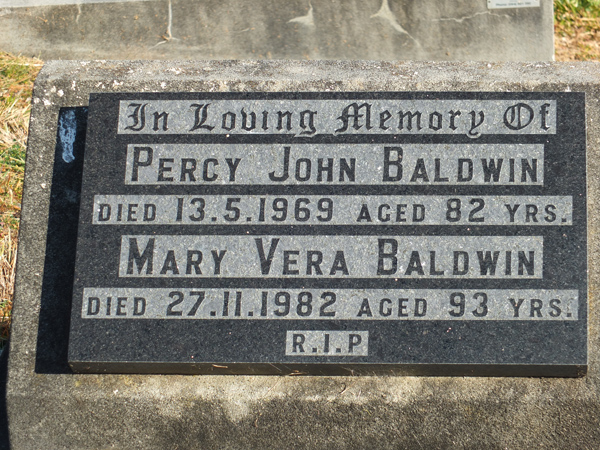 In Loving Memory Of
PERCY JOHN BALDWIN
DIED 13.5.1969 AGED 82 YRS.
MARY VERA BALDWIN
DIED 27.11.1982 AGED 93 YRS.
R.I.P